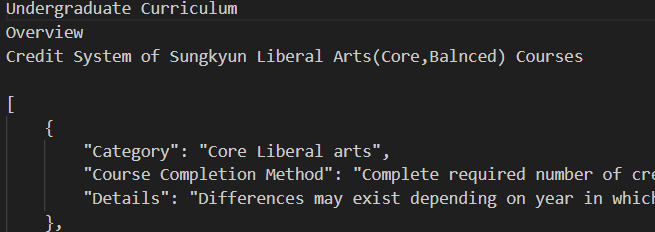 Undergraduate Curriculum
Overview
Credit System of Sungkyun Liberal Arts(Core,Balnced) Courses
[
{
"Category": "Core Liberal arts",
"Course Completion Method": "Complete required number of cre
"Details": "Differences may exist depending on year in which
},